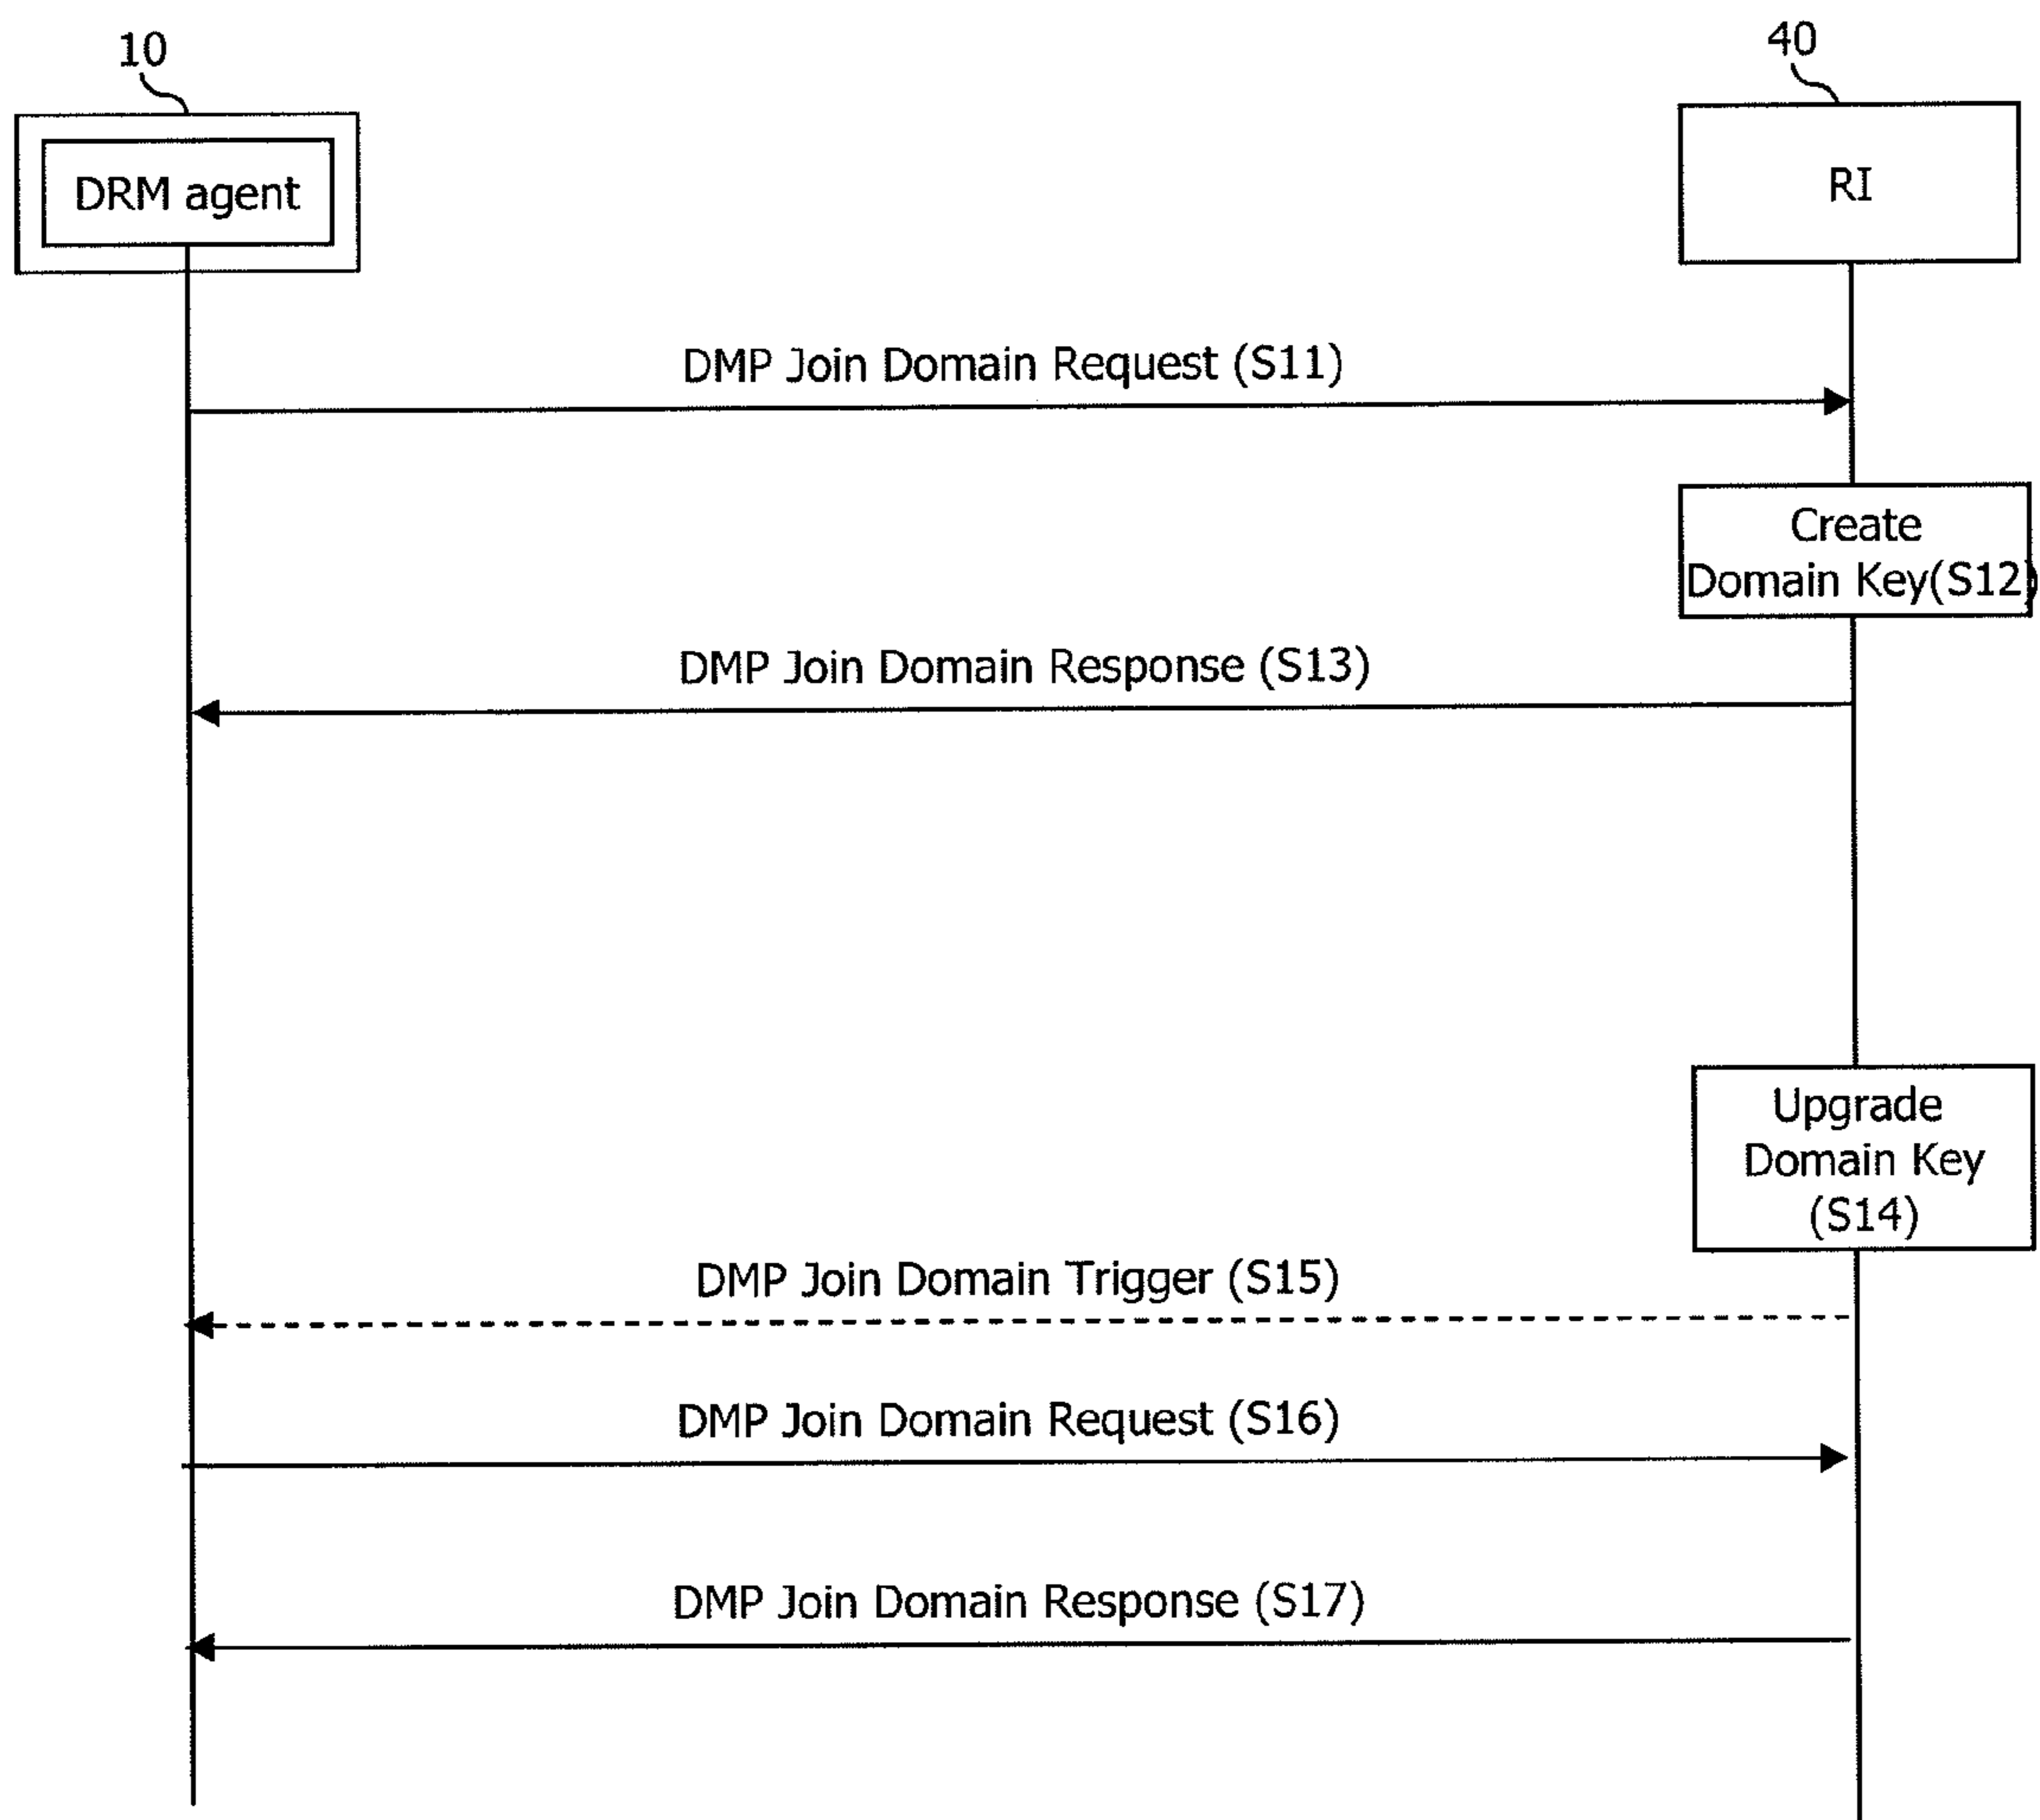 10
40
DRM agent
RI
DMP Join Domain Request (S11)
Create
Domain Key(S12)
DMP Join Domain Response (S13)
Upgrade
Domain Key
(S14)
DMP Join Domain Trigger (S15)
DMP Join Domain Request (S16)
DMP Join Domain Response (S17)